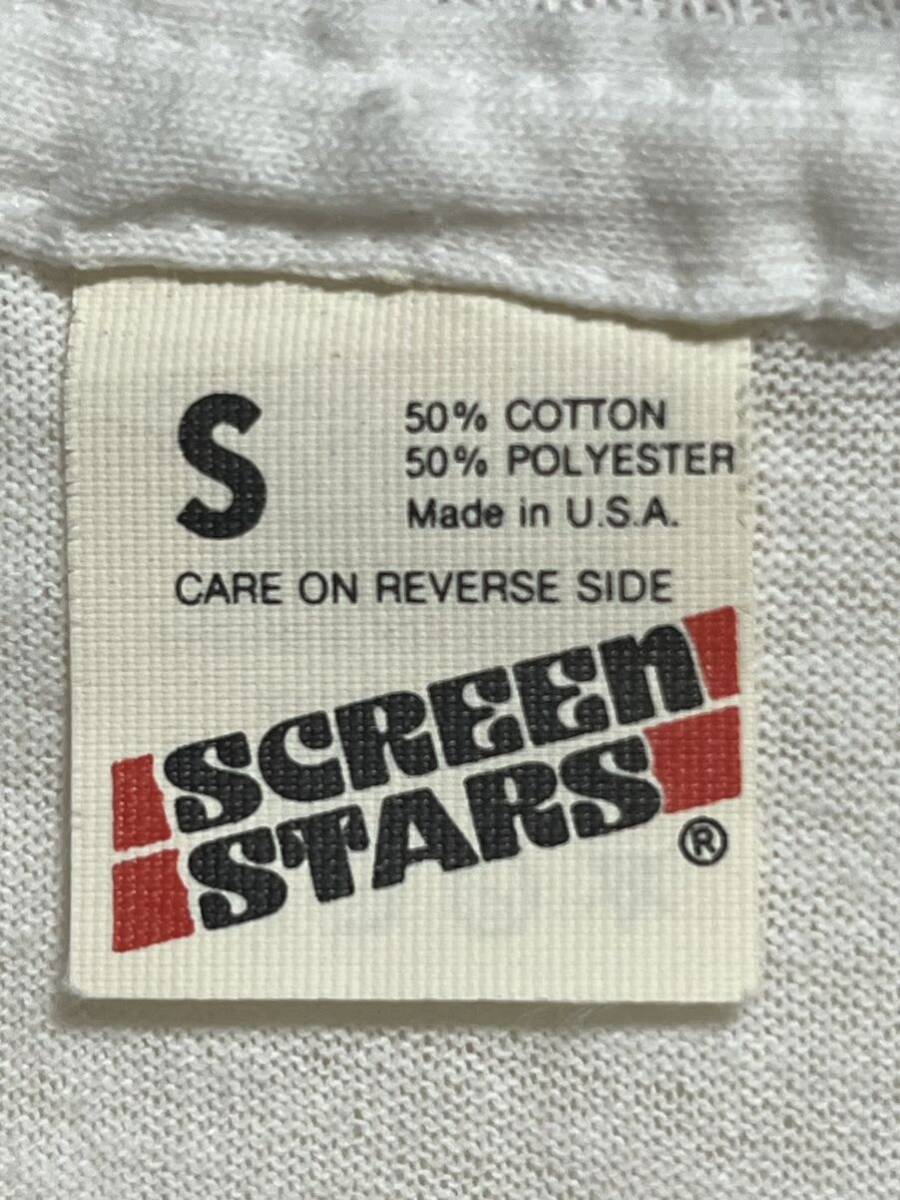 S
50% COTTON
50% POLYESTER
Made in U.S.A.
CARE ON REVERSE SIDE
SCREEN
STARS
®